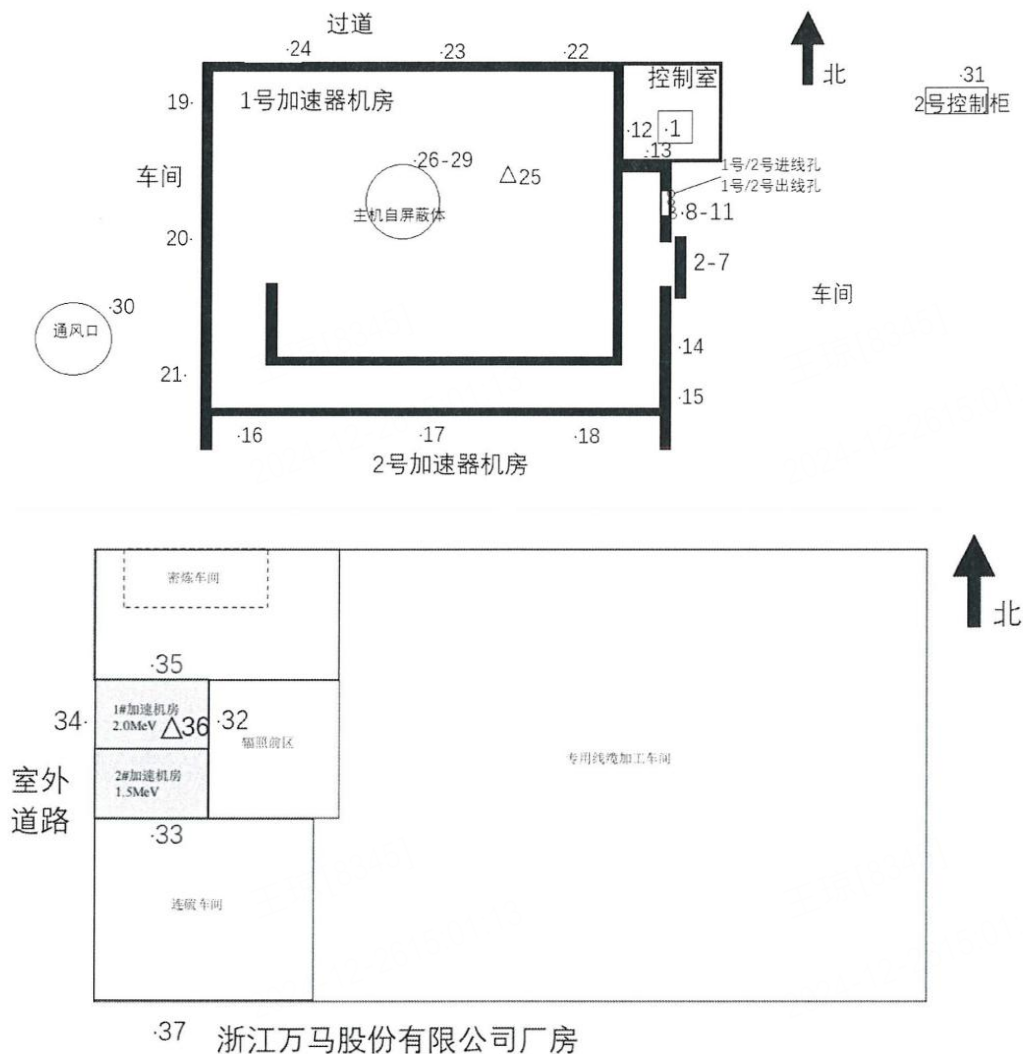 过道
·24
·23
·22
北
控制室
·31
2号控制柜
19·
1号加速器机房
·12
·1
·13
·26-29
△25
1号/2号进线孔
1号/2号出线孔
车间
主机自屏蔽体
·8-11
20·
2-7
车间
·30
通风口
·14
21·
·15
·16
·17
·18
2号加速器机房
密炼车间
北
·35
34·
1#加速机房
2.0MeV
△36
·32
辐照前区
专用线缆加工车间
室外
道路
2#加速机房
1.5MeV
·33
连硫车间
·37
浙江万马股份有限公司厂房